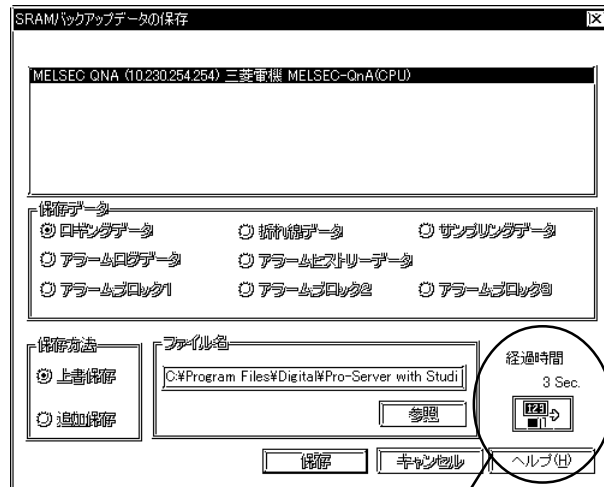 SRAMバックアップデータの保存
MELSEC QNA (10.230.254.254) 三菱電機 MELSEC-QnA(CPU)
保存データ
ロギングデータ 折れ線データ サンプリングデータ
アラームログデータ アラームヒストリーデータ
アラームブロック1 アラームブロック2 アラームブロック3
保存方法 ファイル名
上書保存
追加保存
C:¥Program Files¥Digital¥Pro-Server with Studi
参照
経過時間
3 Sec.
123
保存 キャンセル ヘルプ(H)